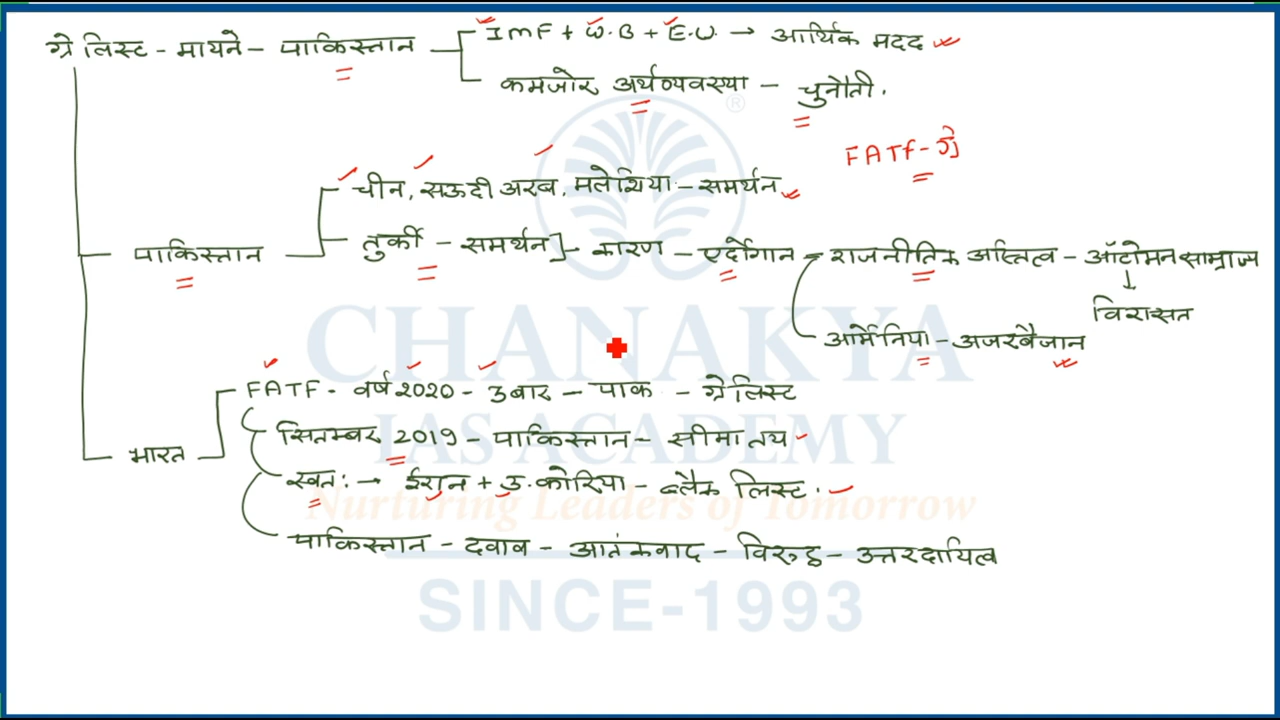 ग्रे लिस्ट - मायने - पाकिस्तान
IMF + W.B + E.U. → आर्थिक मदद
कमजोर अर्थव्यवस्था - चुनौती.
FATF - ग्रे
चीन, सऊदी अरब, मलेशिया - समर्थन
पाकिस्तान
तुर्की - समर्थन] - कारण - एर्दोगान - राजनीतिक अस्तित्व - ऑटोमन साम्राज्य
↓
विरासत
आर्मेनिया - अजरबैजान
FATF - वर्ष 2020 - 3 बार - पाक - ग्रे लिस्ट
सितम्बर 2019 - पाकिस्तान - सीमा तय
भारत
स्वतः → ईरान + उ. कोरिया - ब्लैक लिस्ट.
पाकिस्तान - दवाब - आतंकवाद - विरुद्ध - उत्तरदायित्व
®
CHANAKYA
IAS ACADEMY
Nurturing Leaders of Tomorrow
SINCE-1993